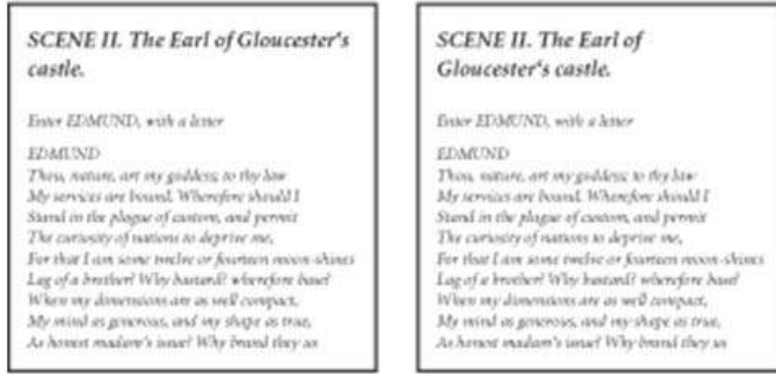 SCENE II. The Earl of Gloucester's
castle.
Enter EDMUND, with a letter
EDMUND
Thou, nature, art my goddess; to thy law
My services are bound. Wherefore should I
Stand in the plague of custom, and permit
The curiosity of nations to deprive me,
For that I am some twelve or fourteen moon-shines
Lag of a brother? Why bastard? wherefore base?
When my dimensions are as well compact,
My mind as generous, and my shape as true,
As honest madam's issue? Why brand they us
SCENE II. The Earl of
Gloucester's castle.
Enter EDMUND, with a letter
EDMUND
Thou, nature, art my goddess; to thy law
My services are bound. Wherefore should I
Stand in the plague of custom, and permit
The curiosity of nations to deprive me,
For that I am some twelve or fourteen moon-shines
Lag of a brother? Why bastard? wherefore base?
When my dimensions are as well compact,
My mind as generous, and my shape as true,
As honest madam's issue? Why brand they us